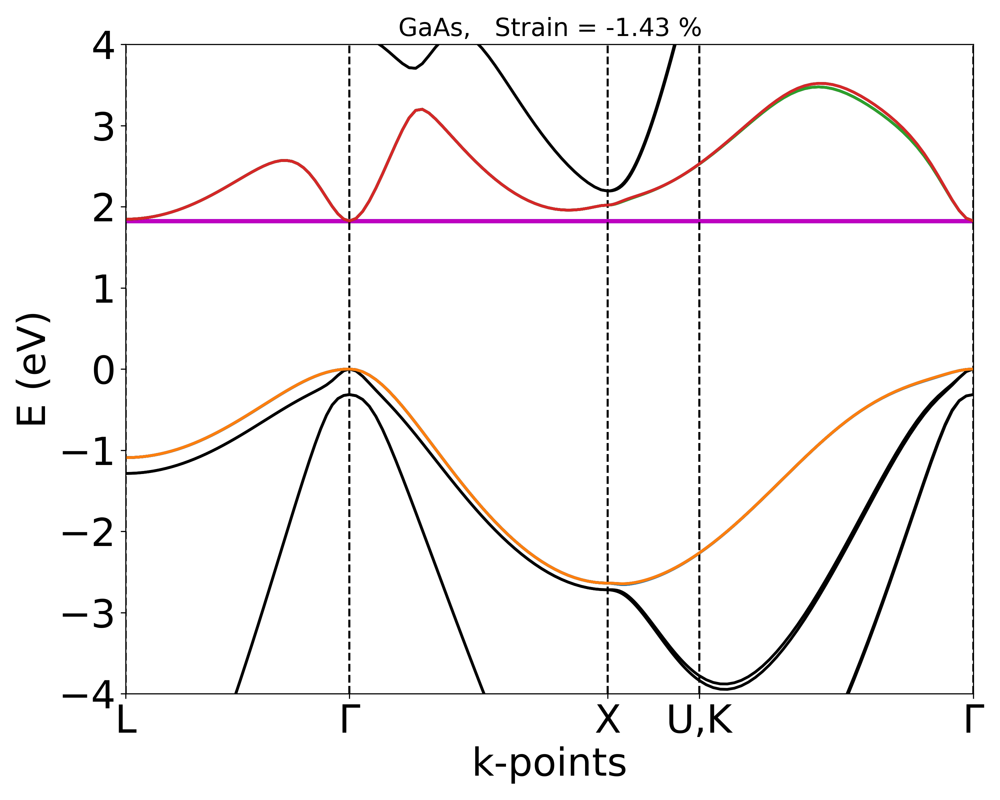 GaAs, Strain = -1.43 %
4
3
2
1
0
−1
−2
−3
−4
E (eV)
L Γ X U,K Γ
k-points